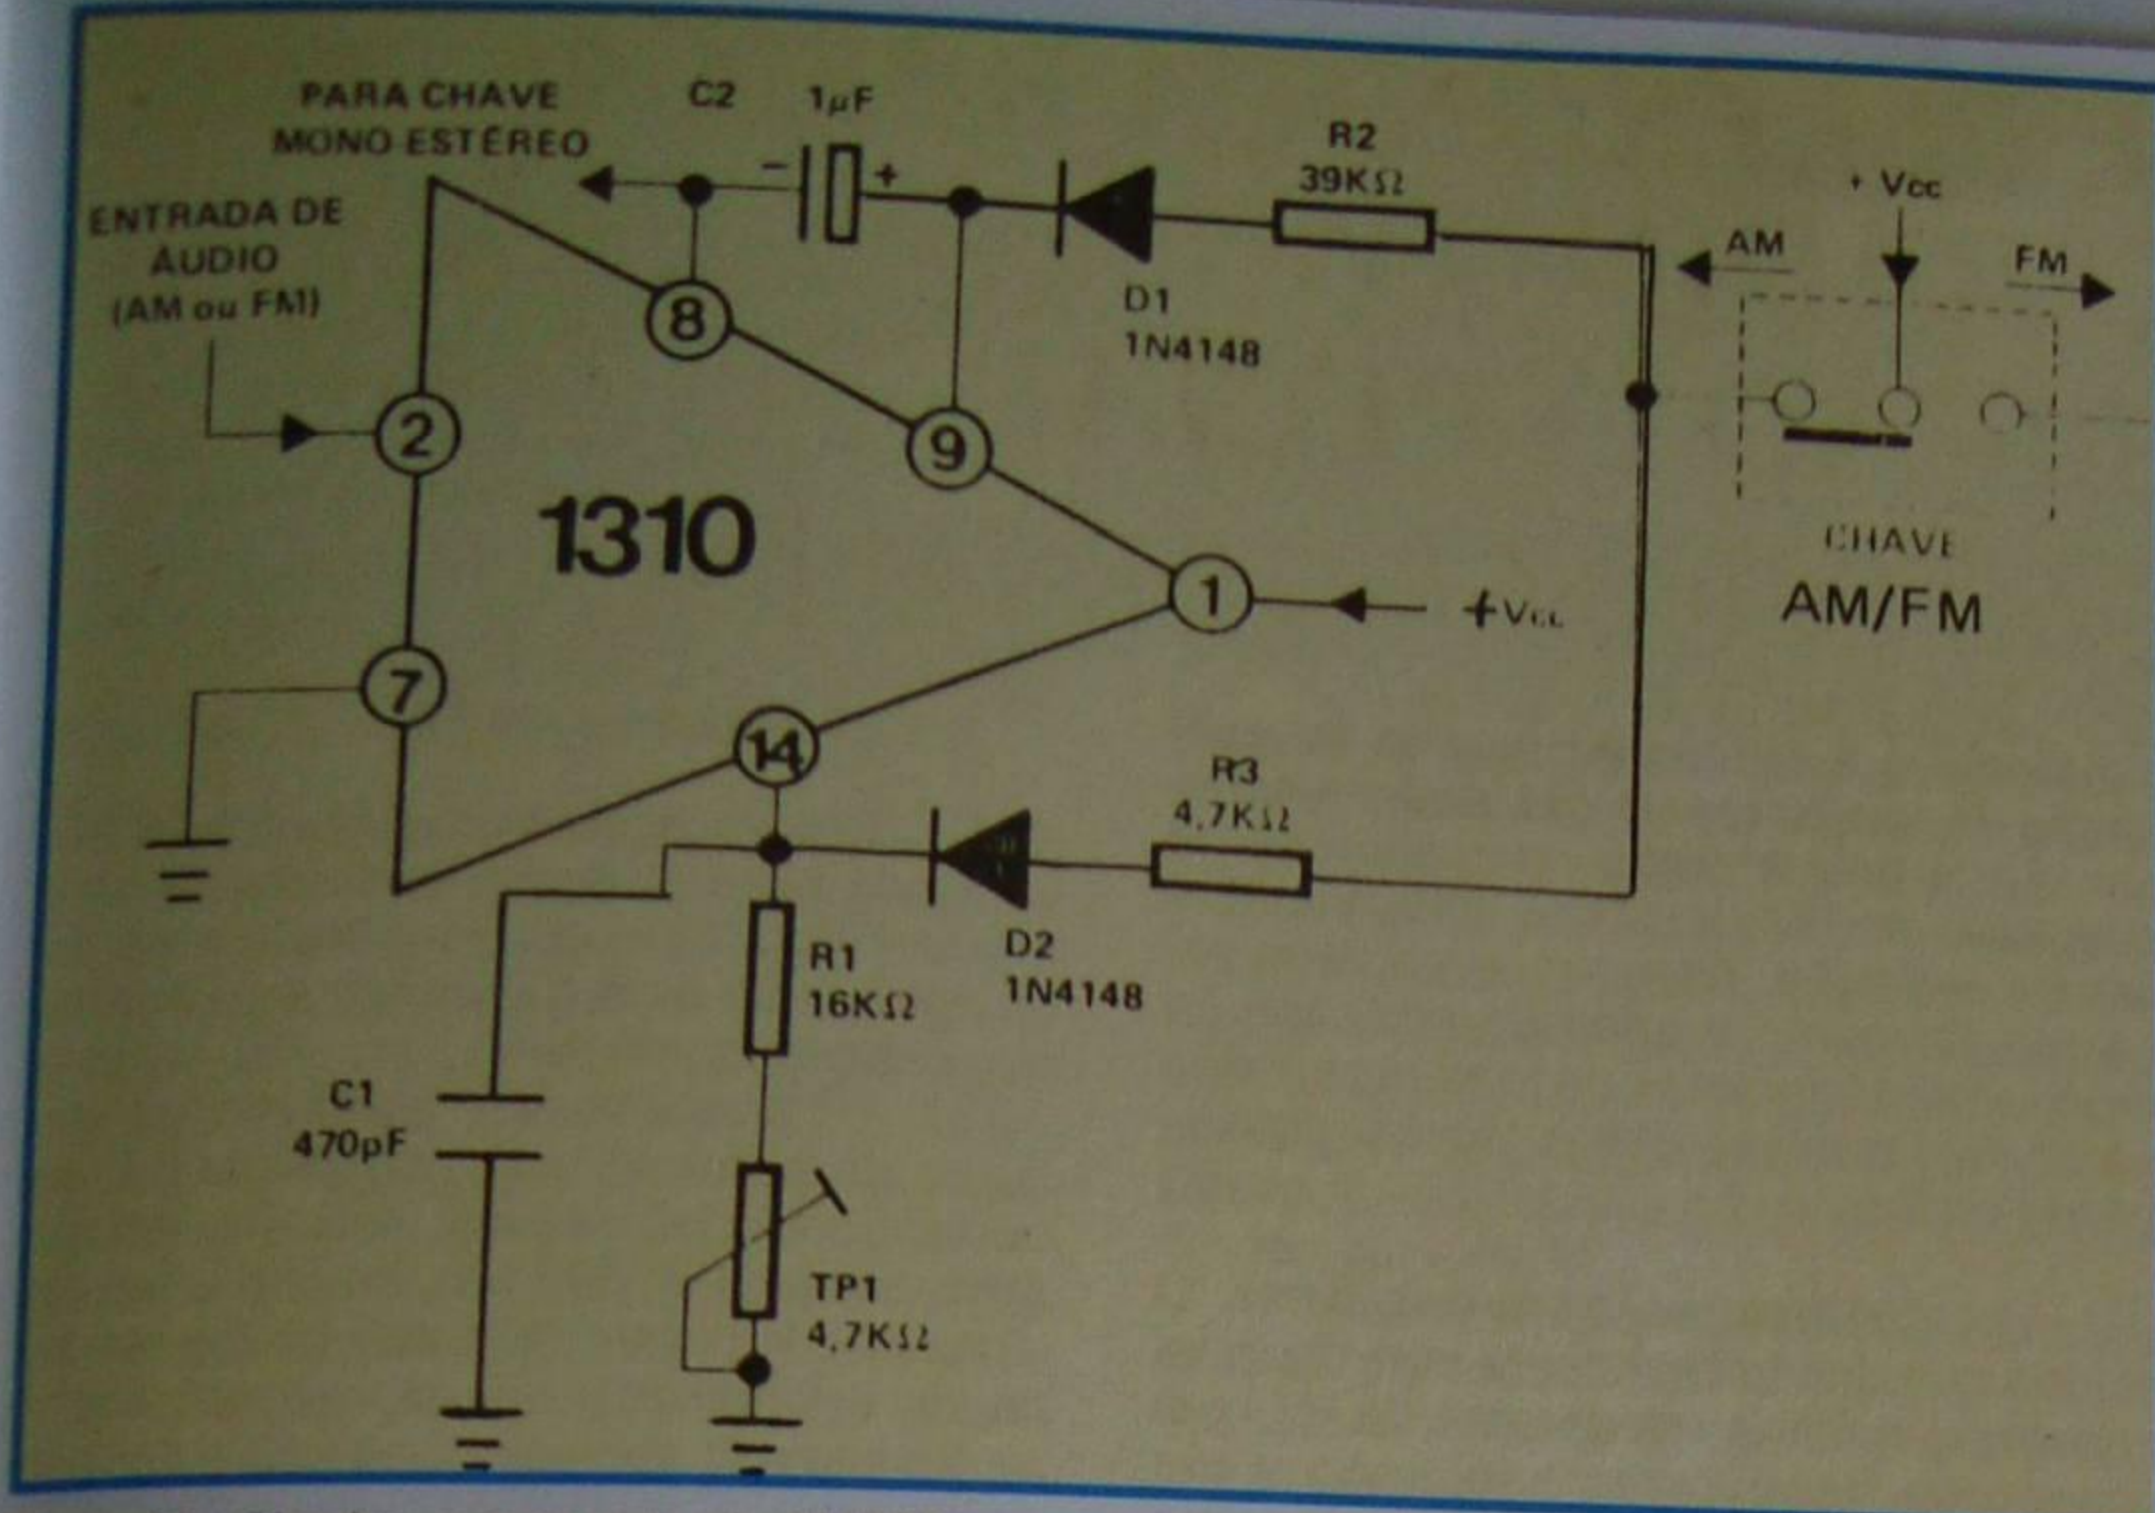 PARA CHAVE
MONO ESTÉREO
C2 1µF
- +
R2
39KΩ
+ Vcc
AM
FM
ENTRADA DE
ÁUDIO
(AM ou FM)
D1
1N4148
8
2
9
1310
CHAVE
AM/FM
1
+Vcc
7
14
R3
4,7KΩ
D2
1N4148
R1
16KΩ
C1
470pF
TP1
4,7KΩ